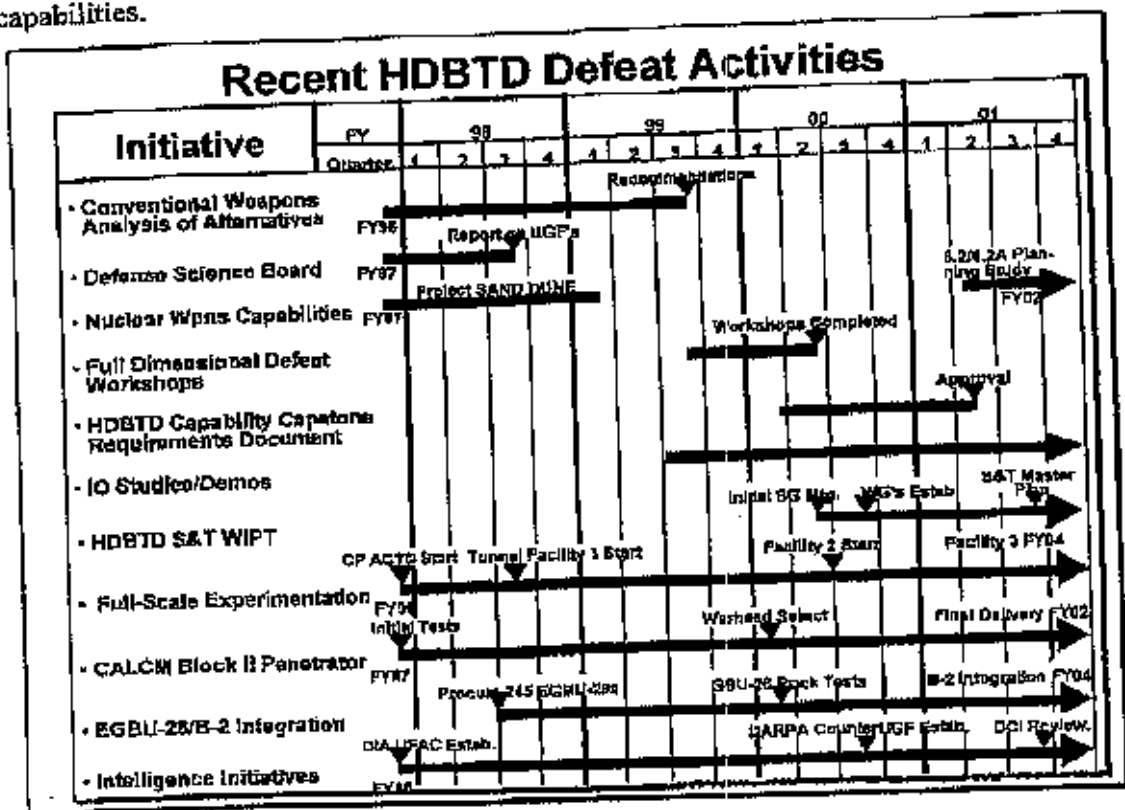 capabilities.
Recent HDBTD Defeat Activities
Initiative
FY 98 99 00 01
Quarter 1 2 3 4 1 2 3 4 1 2 3 4 1 2 3 4
• Conventional Weapons
Analysis of Alternatives
Recommendations
• Defense Science Board
FY97
Report on UGF's
• Nuclear Wpns Capabilities
Project SAND DUNE
Planning Study
FY02
• Full Dimensional Defeat
Workshops
Workshops Completed
• HDBTD Capability Capstone
Requirements Document
Approval
• IO Studies/Demos
• HDBTD S&T WIPT
Initial SG Mtg.
WG's Estab
S&T Master
Plan
• Full-Scale Experimentation
CP ACTD Start
Tunnel Facility 1 Start
Facility 2 Start
Facility 3 FY04
• CALCM Block II Penetrator
FY97
Initial Tests
Warhead Select
Final Delivery FY02
• EGBU-28/B-2 Integration
Procure 245 EGBU-28s
GBU-28 Rock Tests
B-2 Integration FY04
• Intelligence Initiatives
DIA UFAC Estab.
DARPA CounterUGF Estab.
DCI Review.